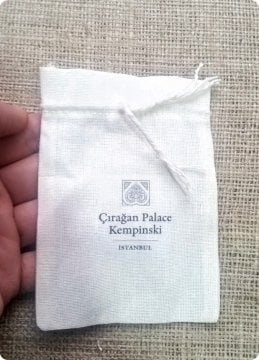 Çırağan Palace
Kempinski
ISTANBUL